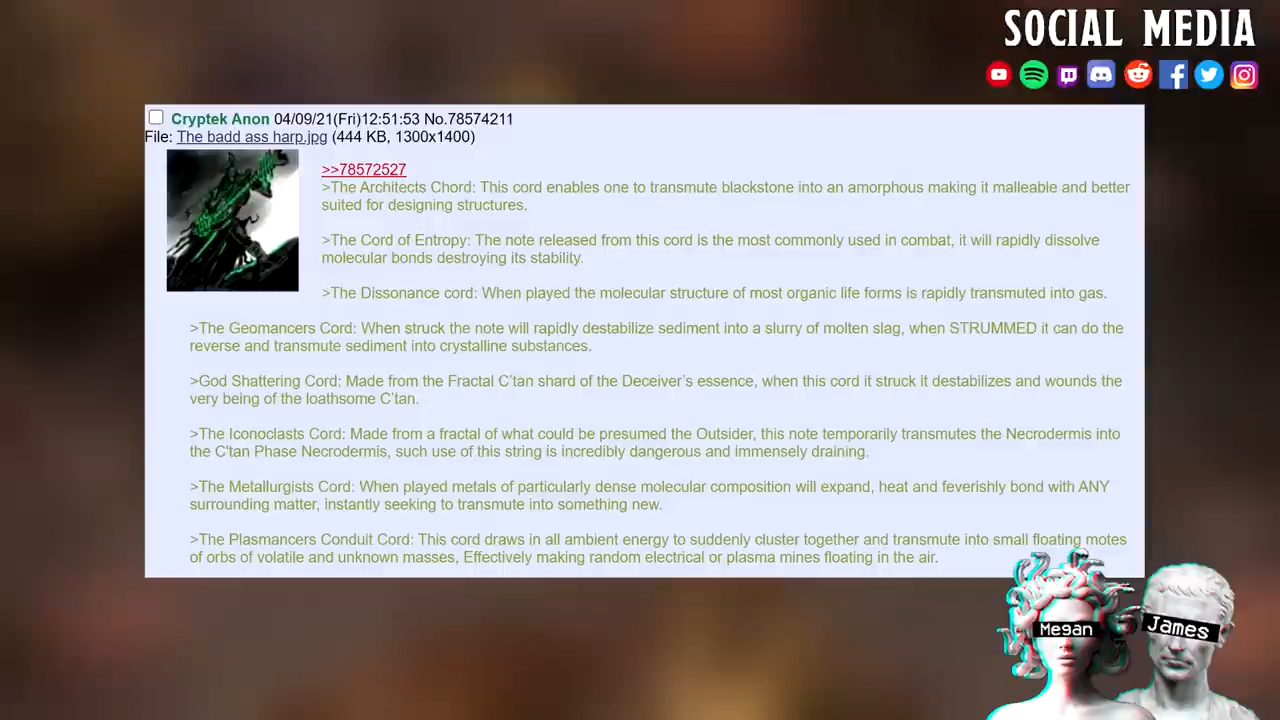 SOCIAL MEDIA
Cryptek Anon 04/09/21(Fri)12:51:53 No.78574211
File: The badd ass harp.jpg (444 KB, 1300x1400)
>>78572527
>The Architects Chord: This cord enables one to transmute blackstone into an amorphous making it malleable and better
suited for designing structures.
>The Cord of Entropy: The note released from this cord is the most commonly used in combat, it will rapidly dissolve
molecular bonds destroying its stability.
>The Dissonance cord: When played the molecular structure of most organic life forms is rapidly transmuted into gas.
>The Geomancers Cord: When struck the note will rapidly destabilize sediment into a slurry of molten slag, when STRUMMED it can do the
reverse and transmute sediment into crystalline substances.
>God Shattering Cord: Made from the Fractal C'tan shard of the Deceiver's essence, when this cord it struck it destabilizes and wounds the
very being of the loathsome C'tan.
>The Iconoclasts Cord: Made from a fractal of what could be presumed the Outsider, this note temporarily transmutes the Necrodermis into
the C'tan Phase Necrodermis, such use of this string is incredibly dangerous and immensely draining.
>The Metallurgists Cord: When played metals of particularly dense molecular composition will expand, heat and feverishly bond with ANY
surrounding matter, instantly seeking to transmute into something new.
>The Plasmancers Conduit Cord: This cord draws in all ambient energy to suddenly cluster together and transmute into small floating motes
of orbs of volatile and unknown masses, Effectively making random electrical or plasma mines floating in the air.
Megan
James